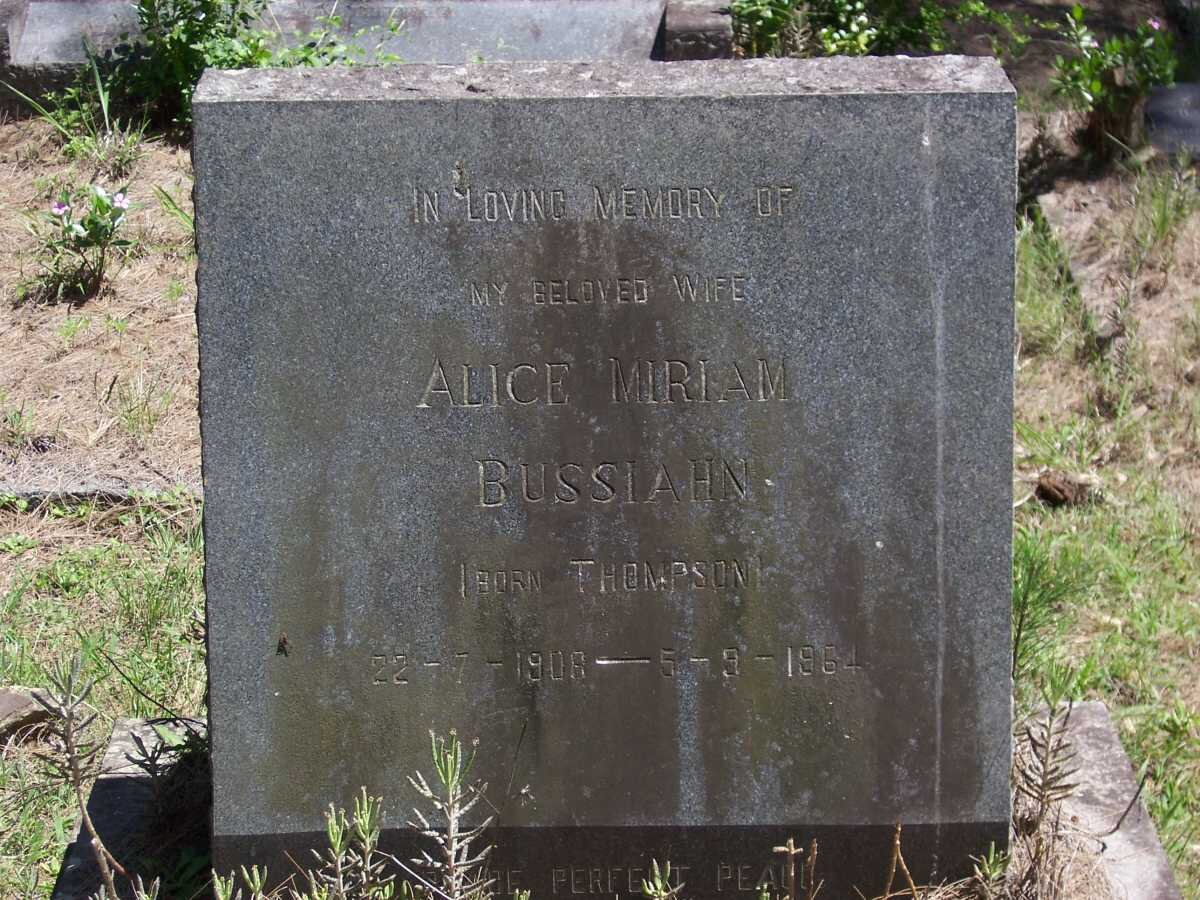 IN LOVING MEMORY OF
MY BELOVED WIFE
ALICE MIRIAM
BUSSIAHN
(BORN THOMPSON)
22-7-1908—5-9-1964
PERFECT PEACE